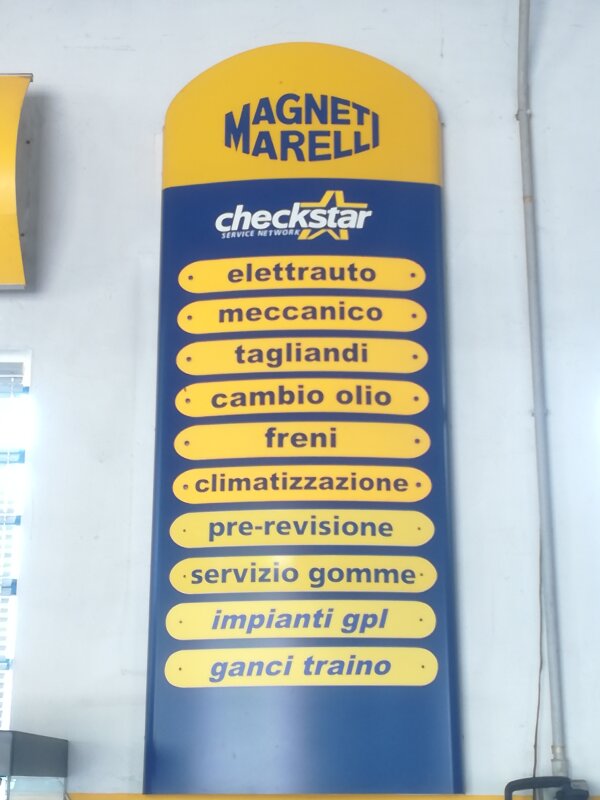 MAGNETI
MARELLI
checkstar
SERVICE NETWORK
elettrauto
meccanico
tagliandi
cambio olio
freni
climatizzazione
pre-revisione
servizio gomme
impianti gpl
ganci traino